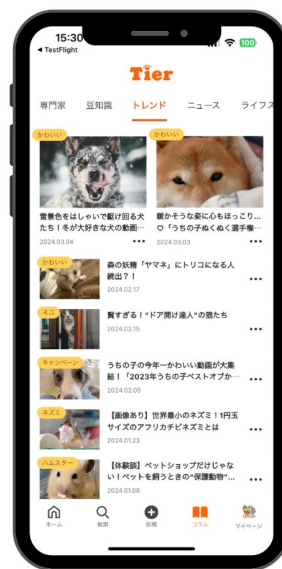 15:30
100
◀ TestFlight
Tier
専門家 豆知識 トレンド ニュース ライフス
かわいい
かわいい
雪景色をはしゃいで駆け回る犬
たち！冬が大好きな犬の動画…
2024.03.04
暖かそうな姿に心もほっこり…
♡「うちの子ぬくぬく選手権…
2024.03.03
かわいい
森の妖精「ヤマネ」にトリコになる人
続出？！
2024.02.17
ネコ
賢すぎる！“ドア開け達人”の猫たち
2024.02.15
キャンペーン
うちの子の今年一かわいい動画が大集
結！「2023年うちの子ベストオブか…
2024.02.05
ネズミ
【画像あり】世界最小のネズミ！1円玉
サイズのアフリカチビネズミとは
2024.01.23
ハムスター
【体験談】ペットショップだけじゃな
い！ペットを飼うときの“保護動物”…
2024.01.08
ホーム 検索 投稿 コラム マイページ